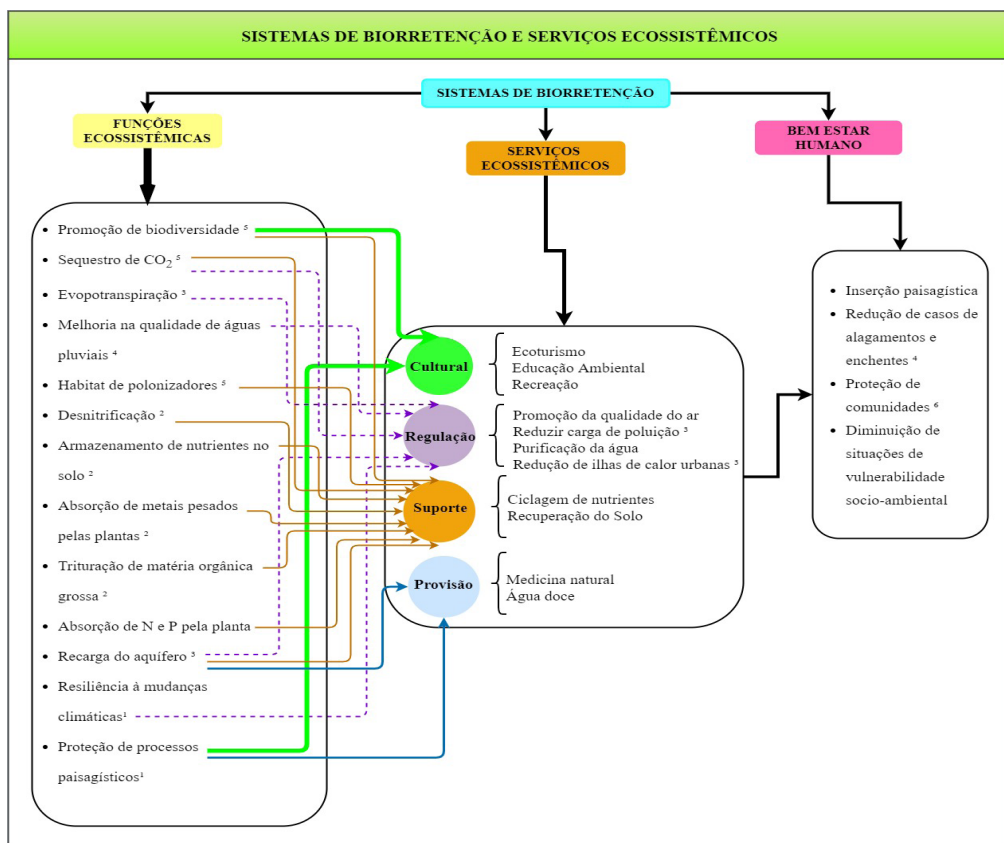 SISTEMAS DE BIORRETENÇÃO E SERVIÇOS ECOSSISTÊMICOS
SISTEMAS DE BIORRETENÇÃO
FUNÇÕES
ECOSSISTÊMICAS
SERVIÇOS
ECOSSISTÊMICOS
BEM ESTAR
HUMANO
Promoção de biodiversidade ⁵
Sequestro de CO₂ ⁵
Evopotranspiração ³
Melhoria na qualidade de águas
pluviais ⁴
Habitat de polonizadores ⁵
Desnitrificação ²
Armazenamento de nutrientes no
solo ²
Absorção de metais pesados
pelas plantas ²
Trituração de matéria orgânica
grossa ²
Absorção de N e P pela planta
Recarga do aquífero ³
Resiliência à mudanças
climáticas¹
Proteção de processos
paisagísticos¹
Cultural
Ecoturismo
Educação Ambiental
Recreação
Regulação
Promoção da qualidade do ar
Reduzir carga de poluição ³
Purificação da água
Redução de ilhas de calor urbanas ³
Suporte
Ciclagem de nutrientes
Recuperação do Solo
Provisão
Medicina natural
Água doce
Inserção paisagística
Redução de casos de
alagamentos e
enchentes ⁴
Proteção de
comunidades ⁶
Diminuição de
situações de
vulnerabilidade
socio-ambiental